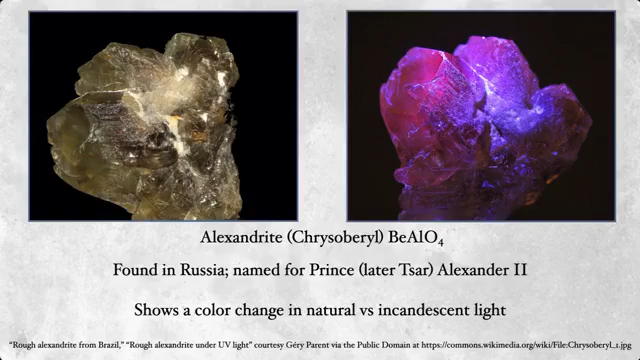 Alexandrite (Chrysoberyl) BeAlO₄
Found in Russia; named for Prince (later Tsar) Alexander II
Shows a color change in natural vs incandescent light
“Rough alexandrite from Brazil,” “Rough alexandrite under UV light” courtesy Géry Parent via the Public Domain at https://commons.wikimedia.org/wiki/File:Chrysoberyl_1.jpg